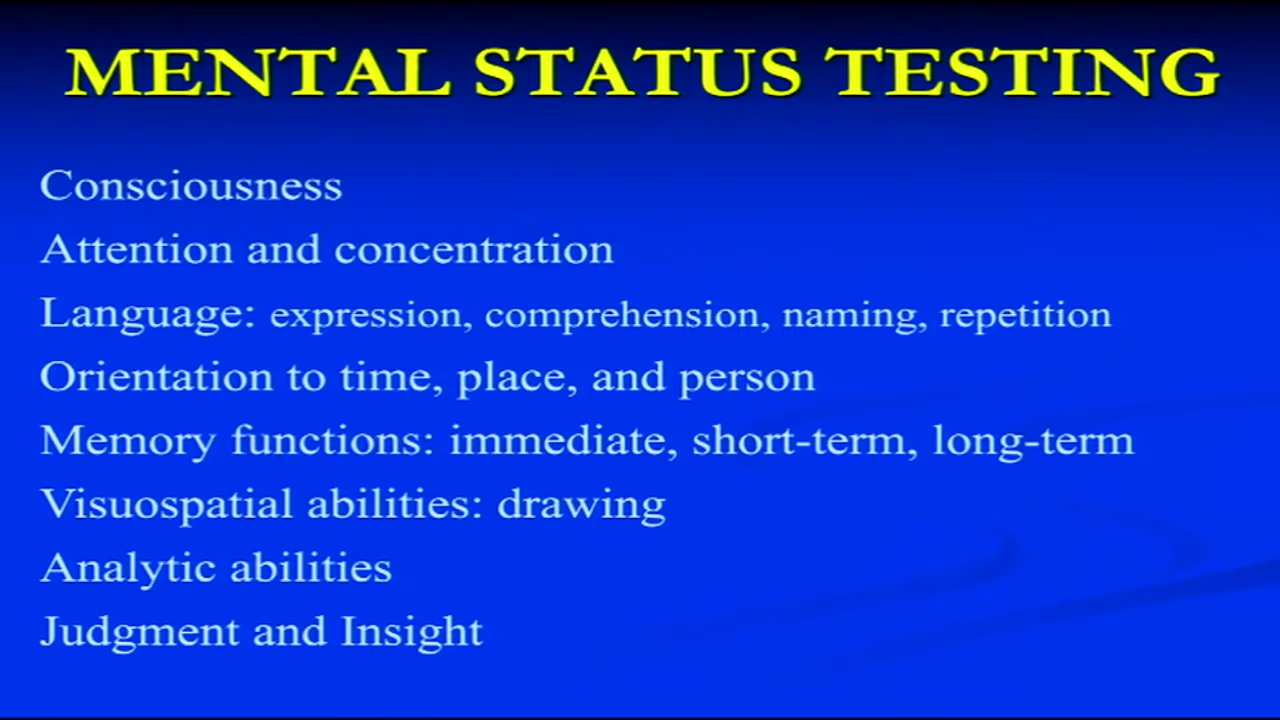 MENTAL STATUS TESTING
Consciousness
Attention and concentration
Language: expression, comprehension, naming, repetition
Orientation to time, place, and person
Memory functions: immediate, short-term, long-term
Visuospatial abilities: drawing
Analytic abilities
Judgment and Insight